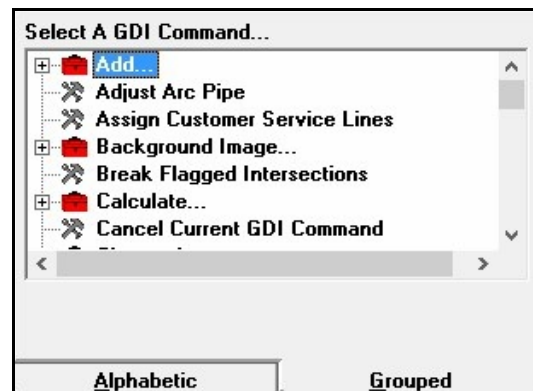 Select A GDI Command...
Add...
Adjust Arc Pipe
Assign Customer Service Lines
Background Image...
Break Flagged Intersections
Calculate...
Cancel Current GDI Command
Alphabetic
Grouped